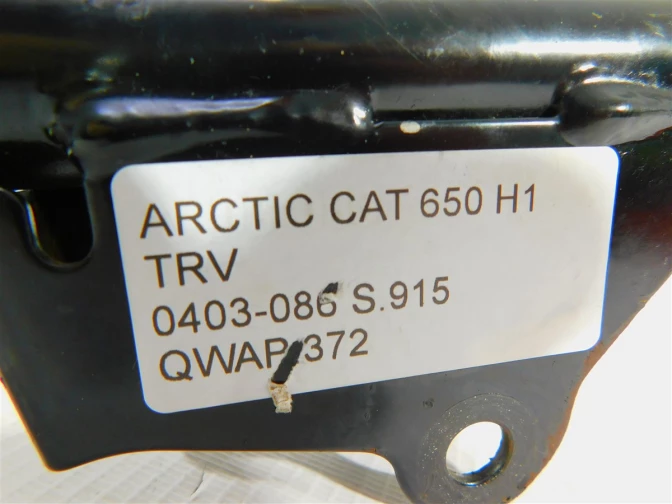 ARCTIC CAT 650 H1
TRV
0403-086 S.915
QWAP 372